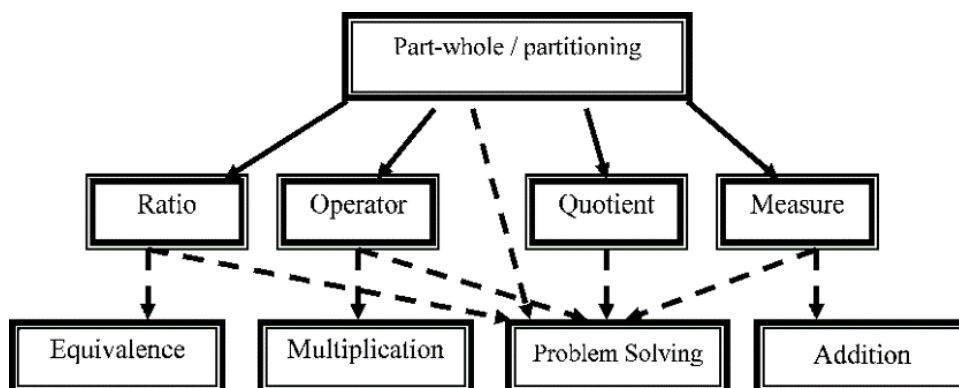 Part-whole / partitioning
Ratio
Operator
Quotient
Measure
Equivalence
Multiplication
Problem Solving
Addition